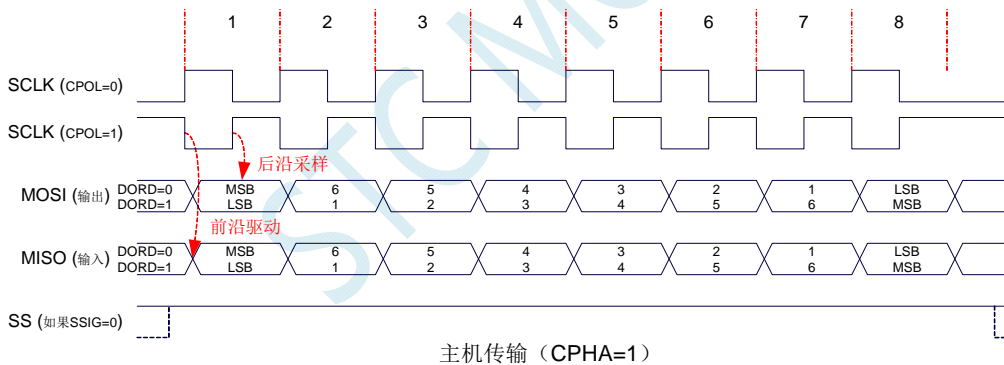 1 2 3 4 5 6 7 8
SCLK (CPOL=0)
SCLK (CPOL=1)
后沿采样
MOSI (输出) DORD=0 MSB 6 5 4 3 2 1 LSB
DORD=1 LSB 1 2 3 4 5 6 MSB
前沿驱动
MISO (输入) DORD=0 MSB 6 5 4 3 2 1 LSB
DORD=1 LSB 1 2 3 4 5 6 MSB
SS (如果SSIG=0)
主机传输（CPHA=1）